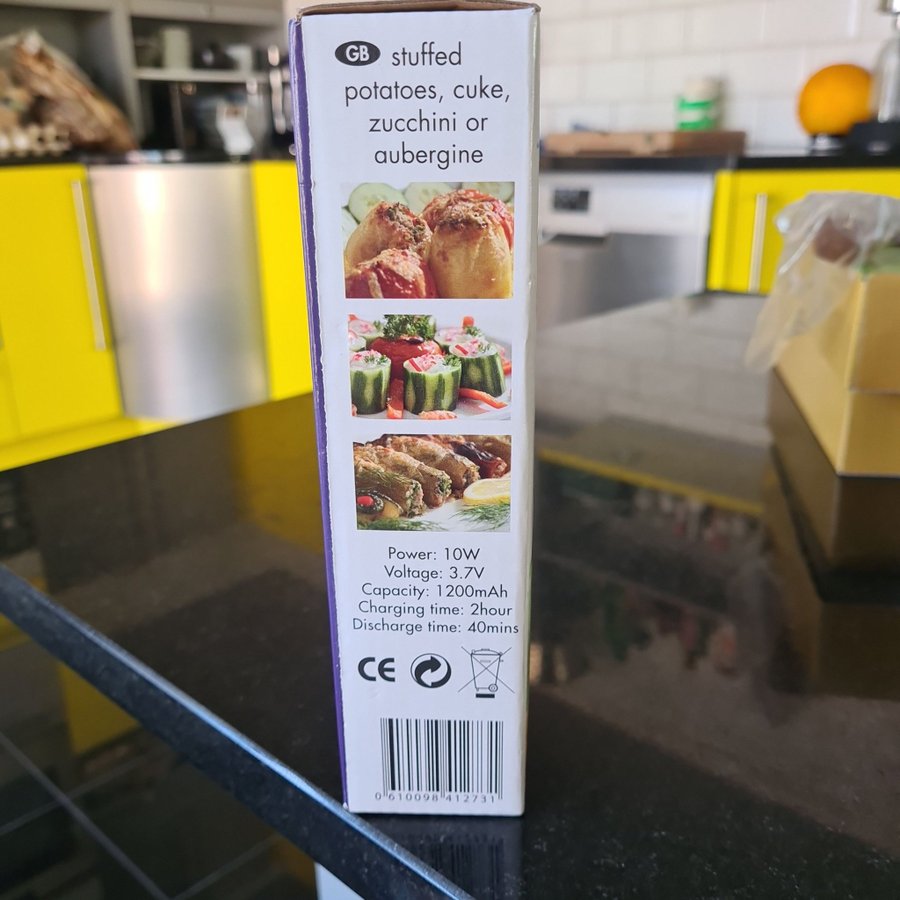 GB stuffed
potatoes, cuke,
zucchini or
aubergine
Power: 10W
Voltage: 3.7V
Capacity: 1200mAh
Charging time: 2hour
Discharge time: 40mins
CE
0 610098 412731